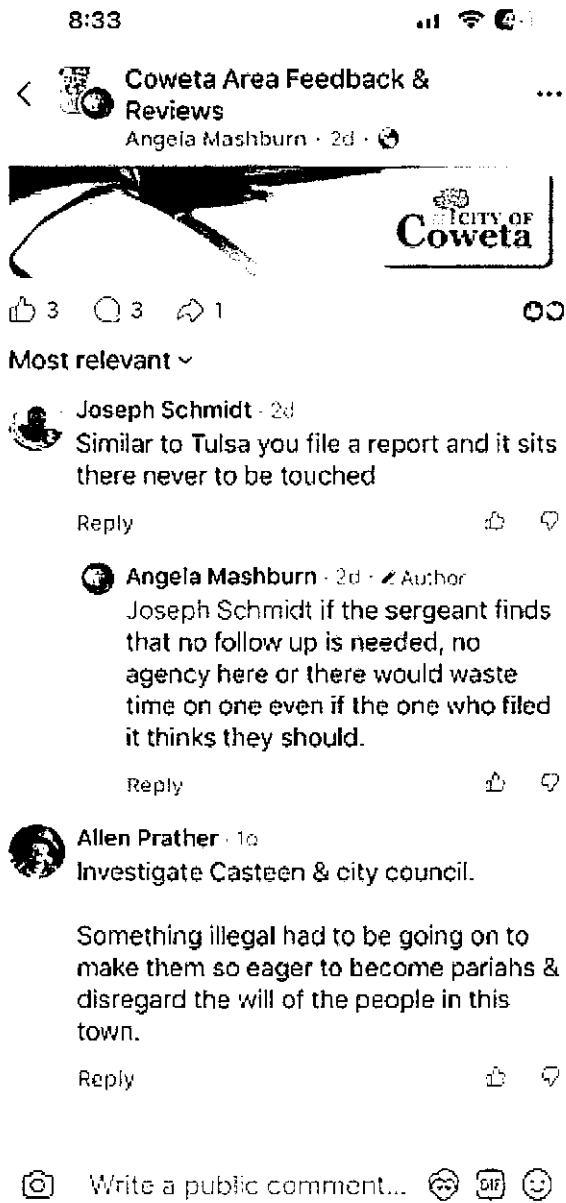 8:33
Coweta Area Feedback &
Reviews
Angela Mashburn · 2d ·
CITY OF
Coweta
3 3 1
Most relevant
Joseph Schmidt · 2d
Similar to Tulsa you file a report and it sits
there never to be touched
Reply
Angela Mashburn · 2d · Author
Joseph Schmidt if the sergeant finds
that no follow up is needed, no
agency here or there would waste
time on one even if the one who filed
it thinks they should.
Reply
Allen Prather ·
Investigate Casteen & city council.
Something illegal had to be going on to
make them so eager to become pariahs &
disregard the will of the people in this
town.
Reply
Write a public comment... GIF